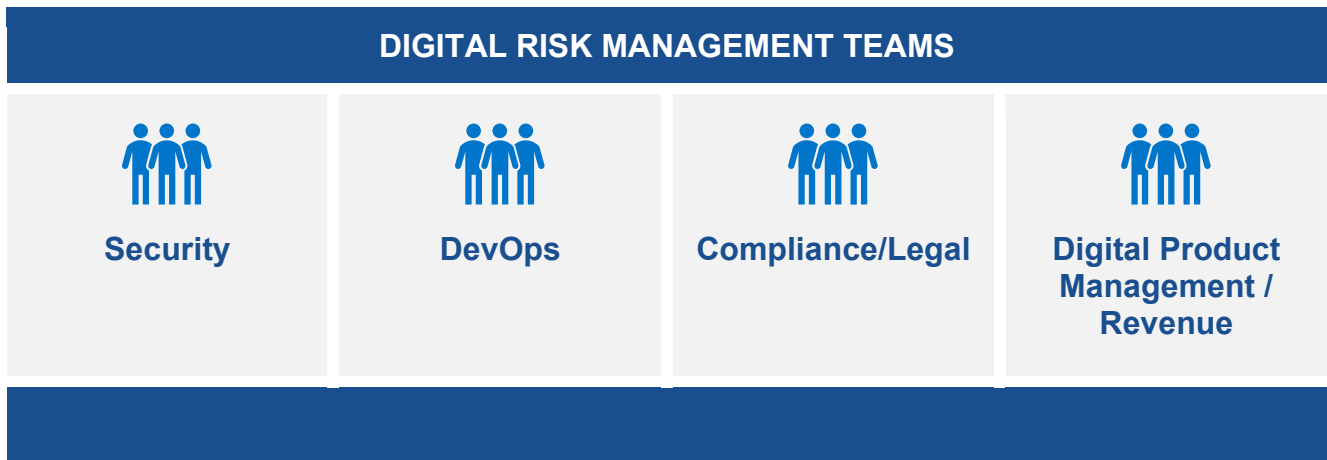 DIGITAL RISK MANAGEMENT TEAMS
Security
DevOps
Compliance/Legal
Digital Product
Management /
Revenue